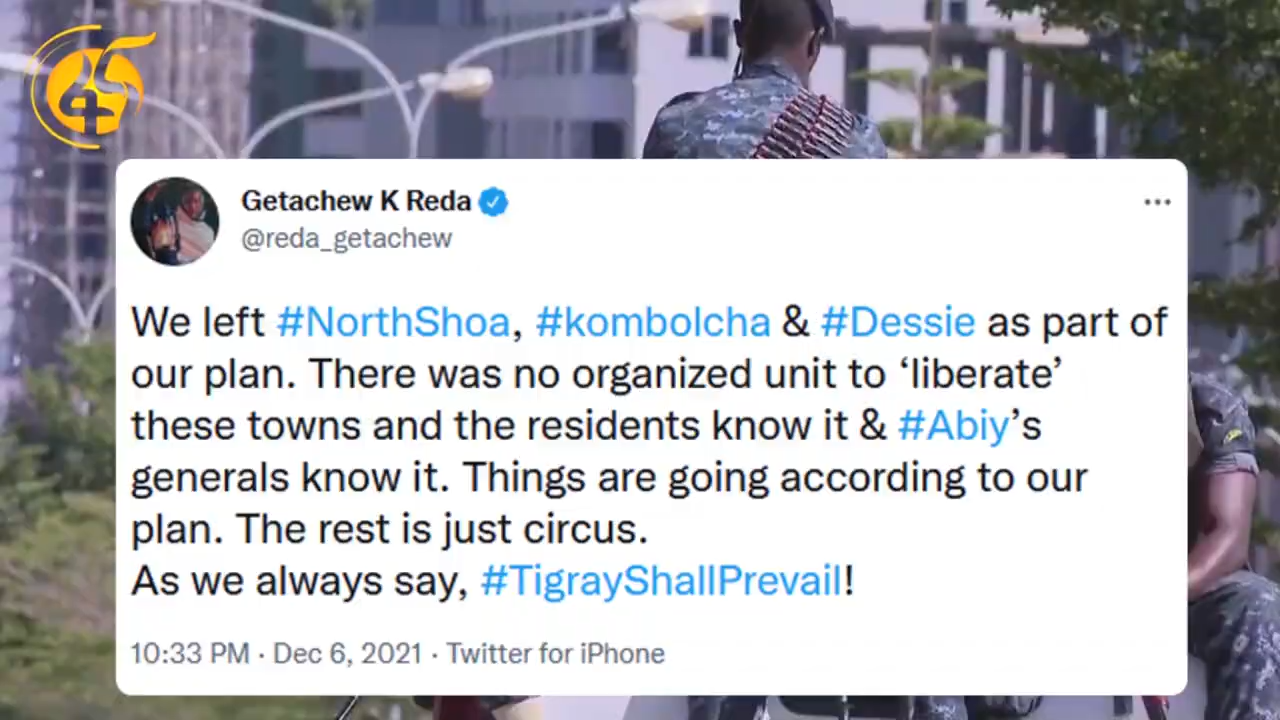 Getachew K Reda
@reda_getachew
We left #NorthShoa, #kombolcha & #Dessie as part of
our plan. There was no organized unit to ‘liberate’
these towns and the residents know it & #Abiy’s
generals know it. Things are going according to our
plan. The rest is just circus.
As we always say, #TigrayShallPrevail!
10:33 PM · Dec 6, 2021 · Twitter for iPhone